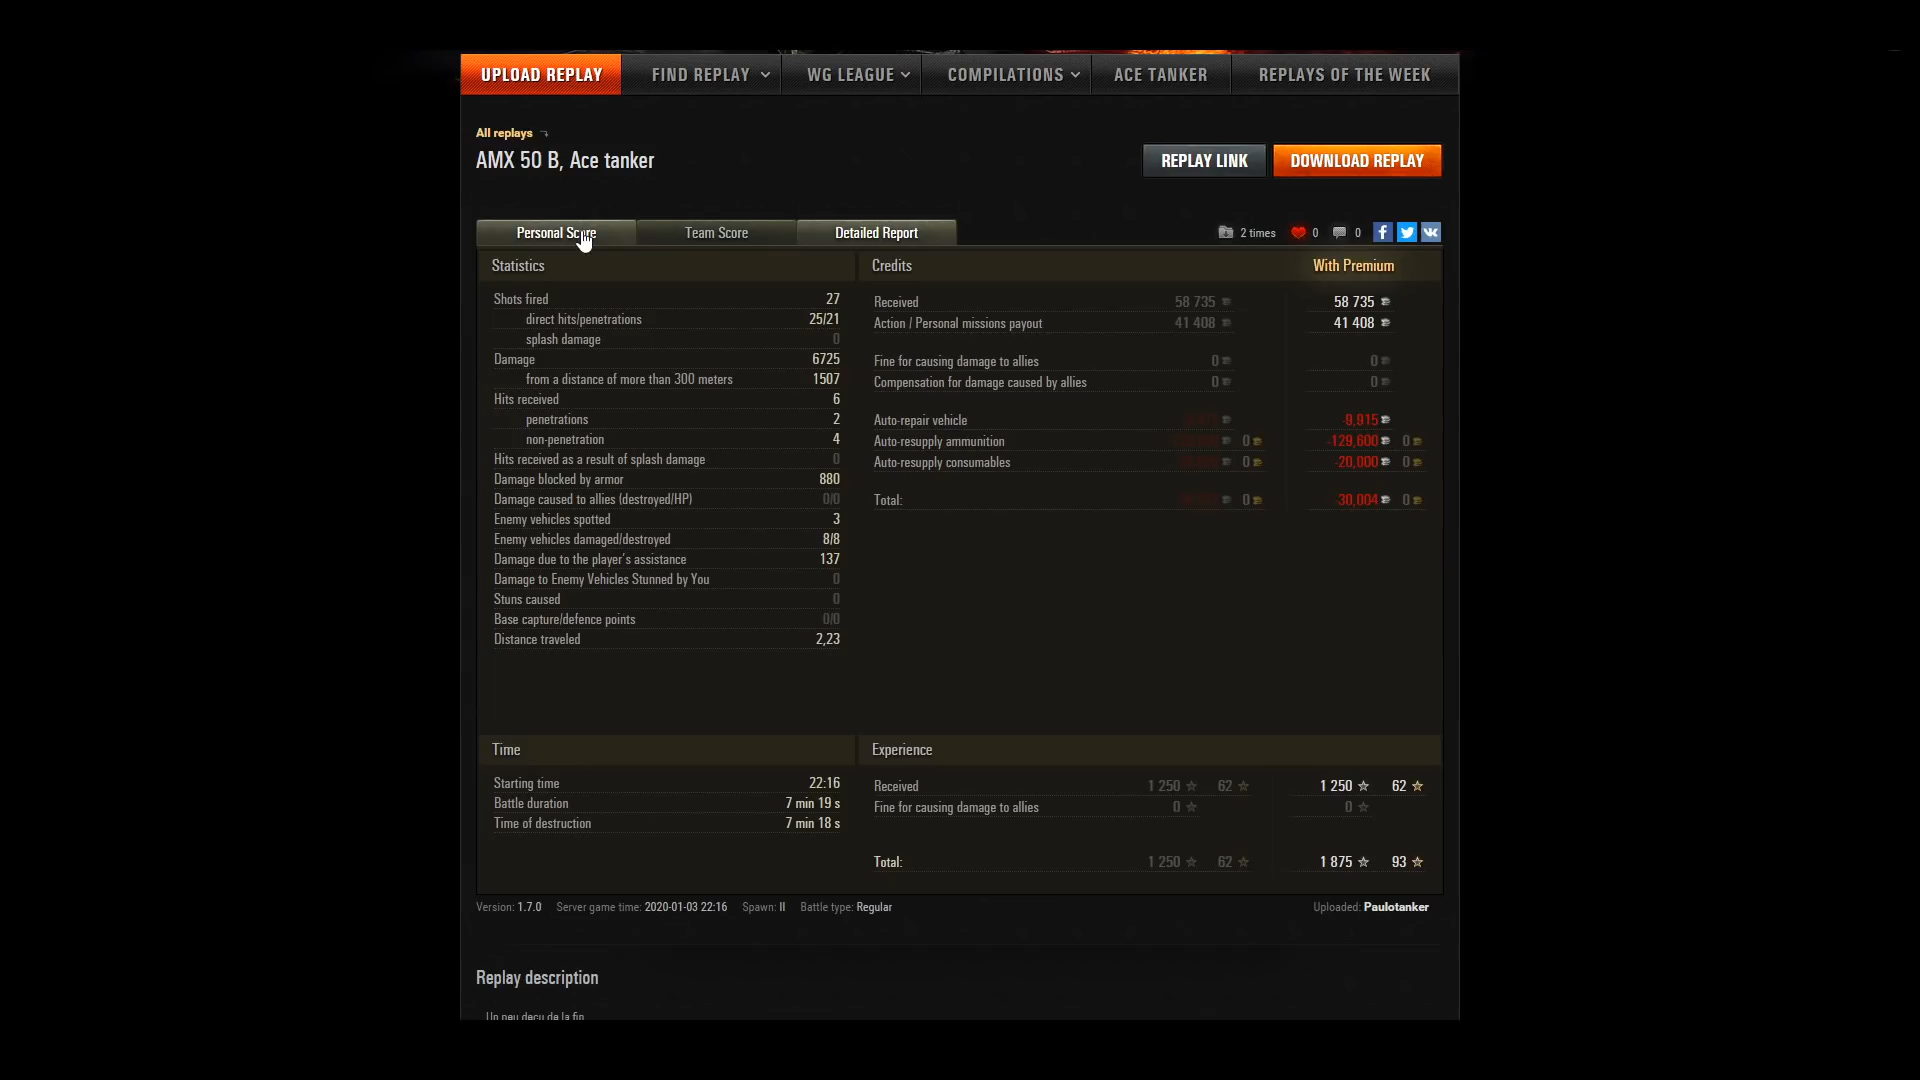 UPLOAD REPLAY FIND REPLAY WG LEAGUE COMPILATIONS ACE TANKER REPLAYS OF THE WEEK
All replays
AMX 50 B, Ace tanker
REPLAY LINK DOWNLOAD REPLAY
Personal Score Team Score Detailed Report 2 times 0 0
Statistics
Shots fired 27
direct hits/penetrations 25/21
splash damage 0
Damage 6725
from a distance of more than 300 meters 1507
Hits received 6
penetrations 2
non-penetration 4
Hits received as a result of splash damage 0
Damage blocked by armor 880
Damage caused to allies (destroyed/HP) 0/0
Enemy vehicles spotted 3
Enemy vehicles damaged/destroyed 8/8
Damage due to the player's assistance 137
Damage to Enemy Vehicles Stunned by You 0
Stuns caused 0
Base capture/defence points 0/0
Distance traveled 2,23
Credits With Premium
Received 58 735 58 735
Action / Personal missions payout 41 408 41 408
Fine for causing damage to allies 0 0
Compensation for damage caused by allies 0 0
Auto-repair vehicle -9,915
Auto-resupply ammunition 0 -129,600 0
Auto-resupply consumables 0 -20,000 0
Total: 0 -30,004 0
Time
Starting time 22:16
Battle duration 7 min 19 s
Time of destruction 7 min 18 s
Experience
Received 1 250 62 1 250 62
Fine for causing damage to allies 0 0
Total: 1 250 62 1 875 93
Version: 1.7.0 Server game time: 2020-01-03 22:16 Spawn: II Battle type: Regular Uploaded: Paulotanker
Replay description
Un peu deçu de la fin